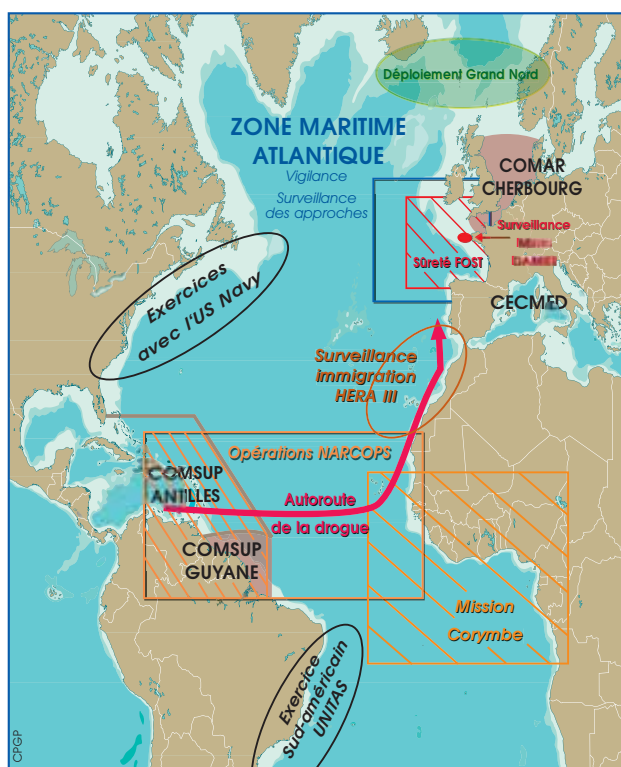 Déploiement Grand Nord
ZONE MARITIME
ATLANTIQUE
Vigilance
Surveillance
des approches
COMAR
CHERBOURG
Surveillance
Sûreté FOST
CECMED
Exercices
avec l'US Navy
Surveillance
immigration
HERA III
Opérations NARCOPS
COMSUP
ANTILLES
Autoroute
de la drogue
COMSUP
GUYANE
Mission
Corymbe
Exercice
Sud-américain
UNITAS
CPGP